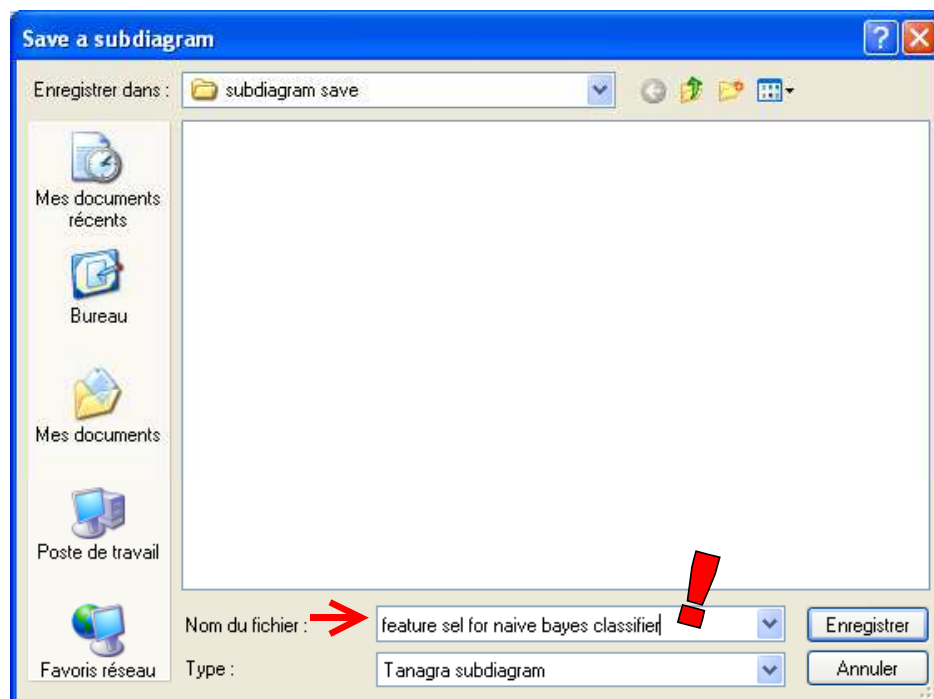 Save a subdiagram
Enregistrer dans :
subdiagram save
Mes documents
récents
Bureau
Mes documents
Poste de travail
Favoris réseau
Nom du fichier :
feature sel for naive bayes classifier
Enregistrer
Type :
Tanagra subdiagram
Annuler